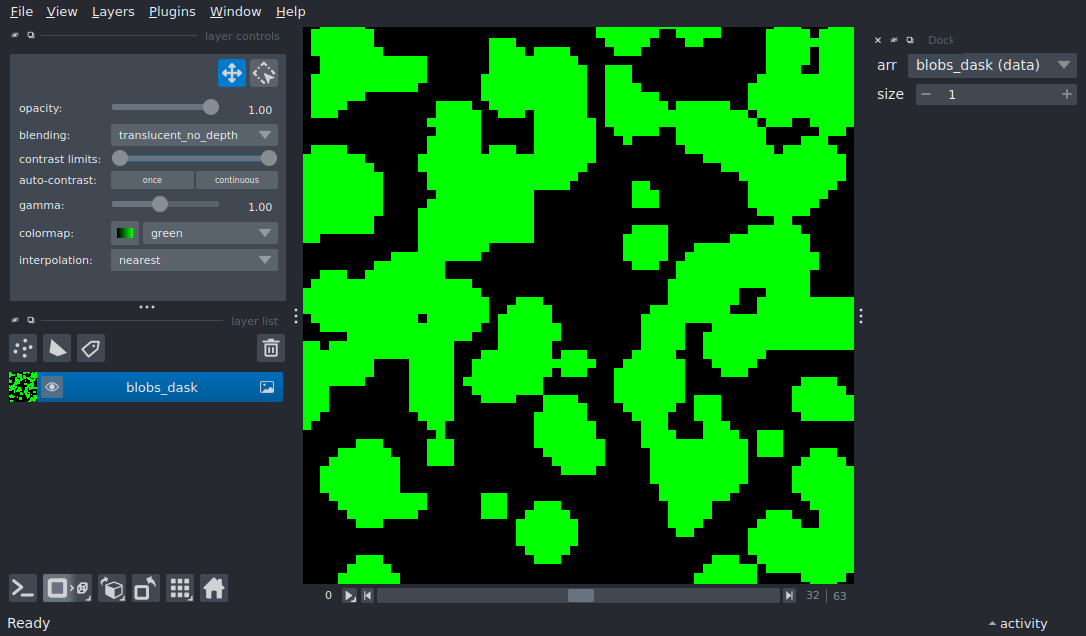 File View Layers Plugins Window Help
layer controls
opacity: 1.00
blending: translucent_no_depth
contrast limits:
auto-contrast: once continuous
gamma: 1.00
colormap: green
interpolation: nearest
layer list
blobs_dask
Dock
arr blobs_dask (data)
size 1
0 32 63
Ready
activity